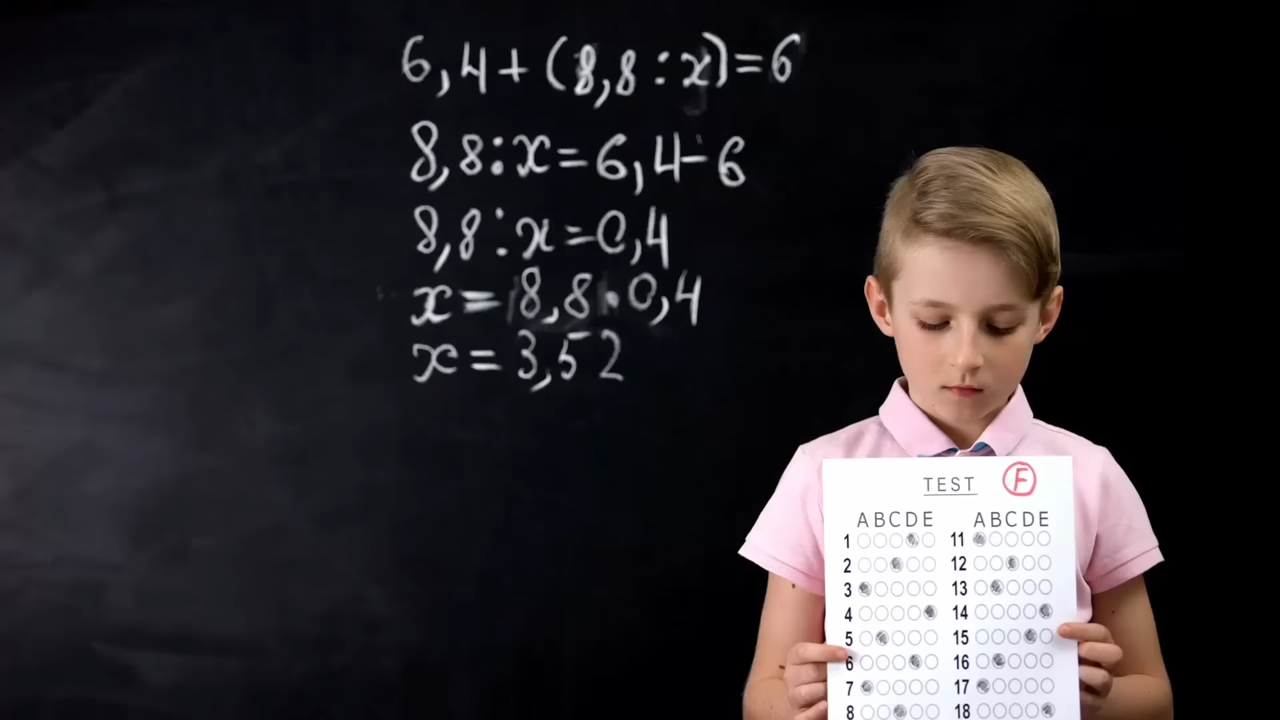 6,4+(8,8:x)=6
8,8:x=6,4-6
8,8:x=0,4
x=8,8·0,4
x=3,52
TEST F
ABCDE ABCDE
1 11
2 12
3 13
4 14
5 15
6 16
7 17
8 18